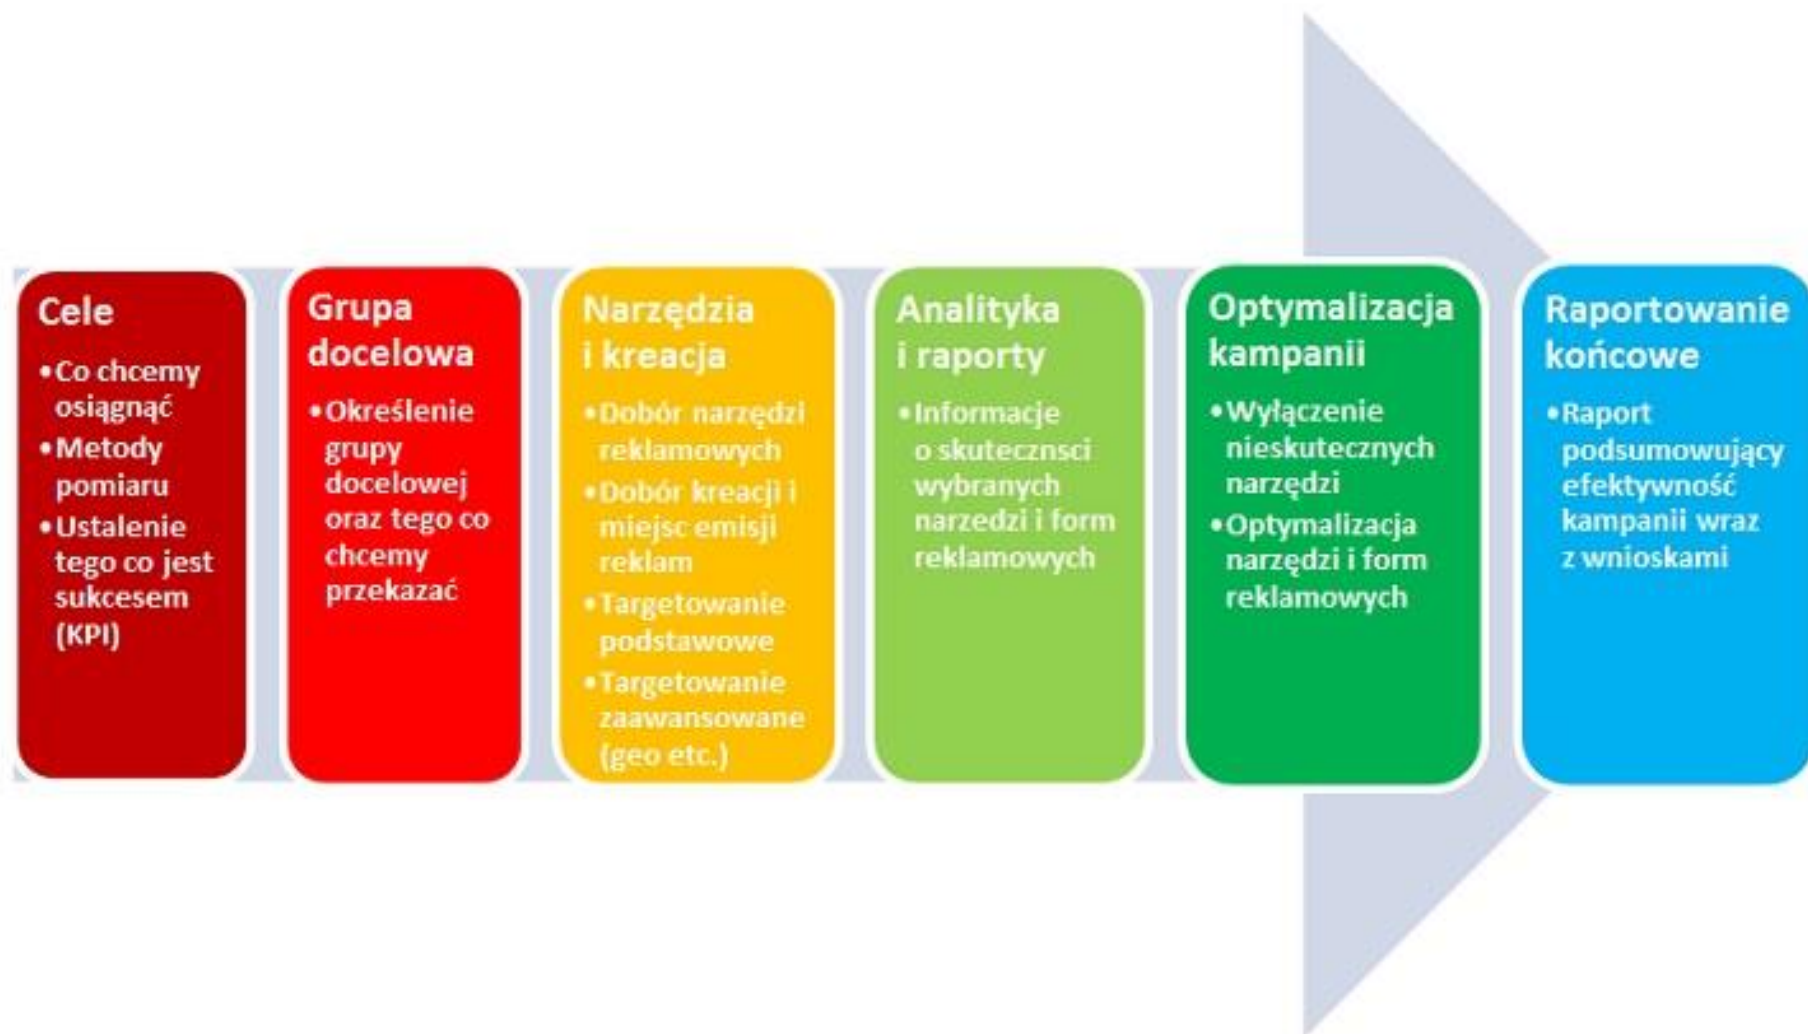 Cele
•Co chcemy
osiągnąć
•Metody
pomiaru
•Ustalenie
tego co jest
sukcesem
(KPI)
Grupa
docelowa
•Określenie
grupy
docelowej
oraz tego co
chcemy
przekazać
Narzędzia
i kreacja
•Dobór narzędzi
reklamowych
•Dobór kreacji i
miejsc emisji
reklam
•Targetowanie
podstawowe
•Targetowanie
zaawansowane
(geo etc.)
Analityka
i raporty
•Informacje
o skutecznsci
wybranych
narzedzi i form
reklamowych
Optymalizacja
kampanii
•Wyłączenie
nieskutecznych
narzędzi
•Optymalizacja
narzędzi i form
reklamowych
Raportowanie
końcowe
•Raport
podsumowujący
efektywność
kampanii wraz
z wnioskami